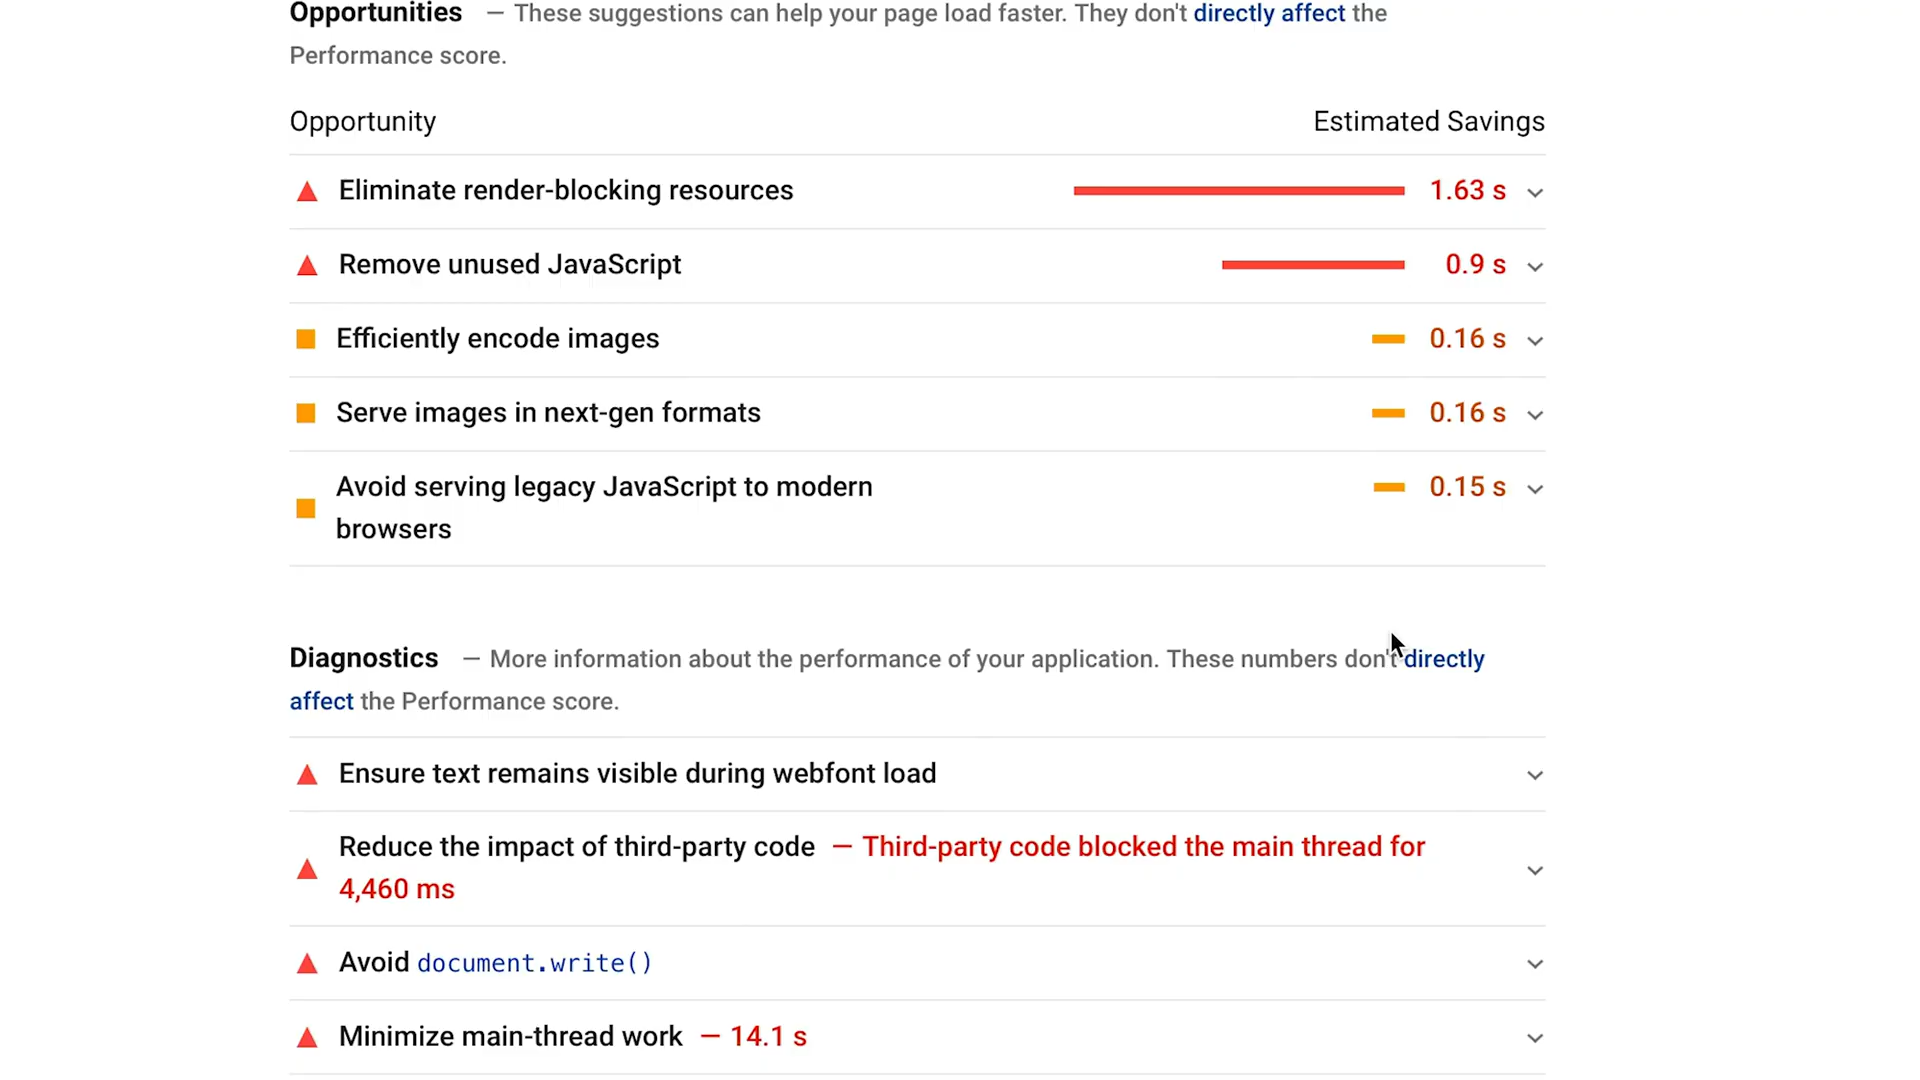 Opportunities — These suggestions can help your page load faster. They don't directly affect the
Performance score.
Opportunity Estimated Savings
Eliminate render-blocking resources 1.63 s
Remove unused JavaScript 0.9 s
Efficiently encode images 0.16 s
Serve images in next-gen formats 0.16 s
Avoid serving legacy JavaScript to modern 0.15 s
browsers
Diagnostics — More information about the performance of your application. These numbers don't directly
affect the Performance score.
Ensure text remains visible during webfont load
Reduce the impact of third-party code — Third-party code blocked the main thread for
4,460 ms
Avoid document.write()
Minimize main-thread work — 14.1 s